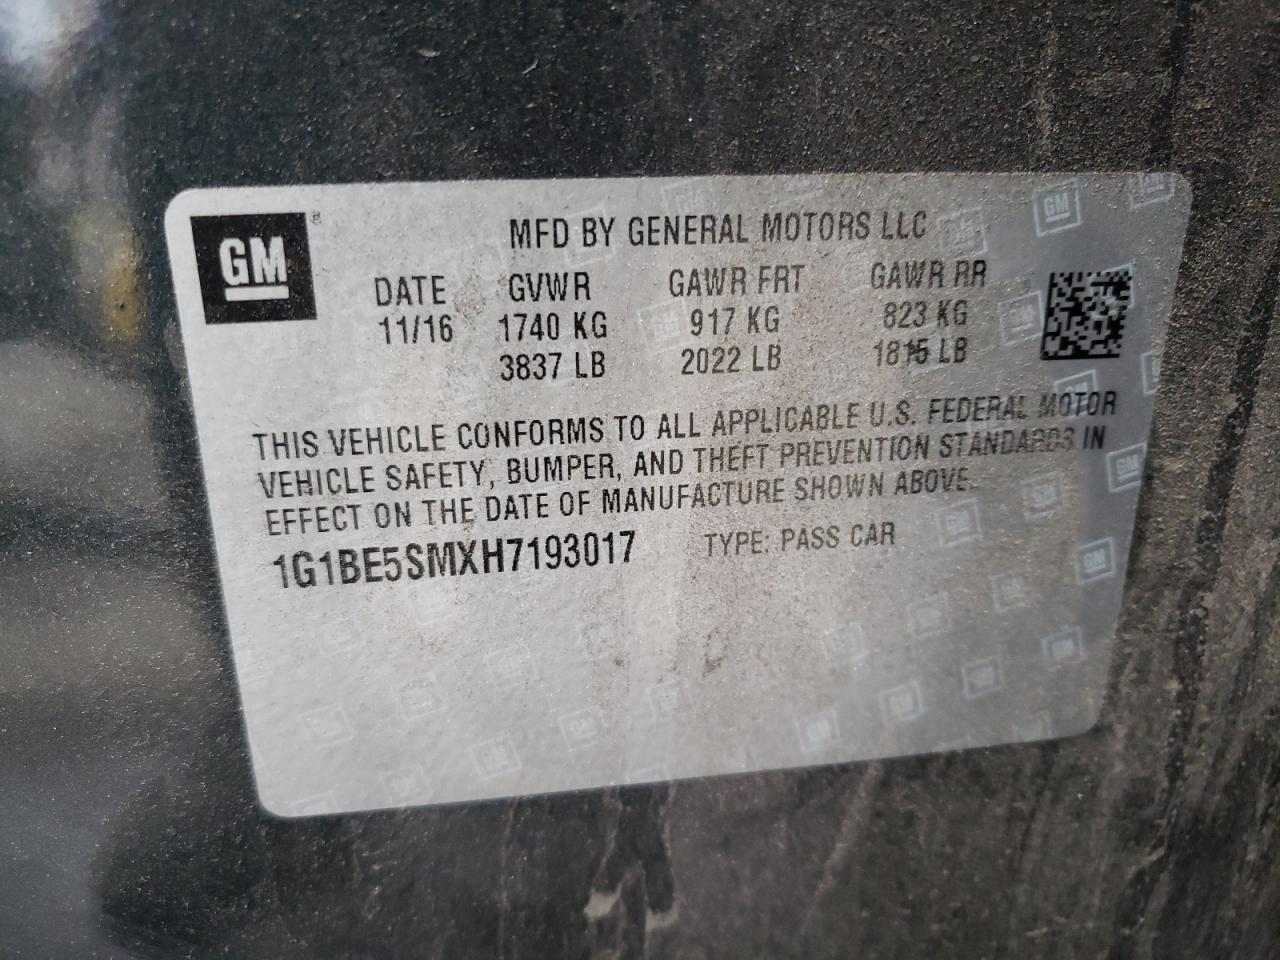 GM ®
MFD BY GENERAL MOTORS LLC
DATE GVWR GAWR FRT GAWR RR
11/16 1740 KG 917 KG 823 KG
3837 LB 2022 LB 1815 LB
THIS VEHICLE CONFORMS TO ALL APPLICABLE U.S. FEDERAL MOTOR
VEHICLE SAFETY, BUMPER, AND THEFT PREVENTION STANDARDS IN
EFFECT ON THE DATE OF MANUFACTURE SHOWN ABOVE.
1G1BE5SMXH7193017 TYPE: PASS CAR